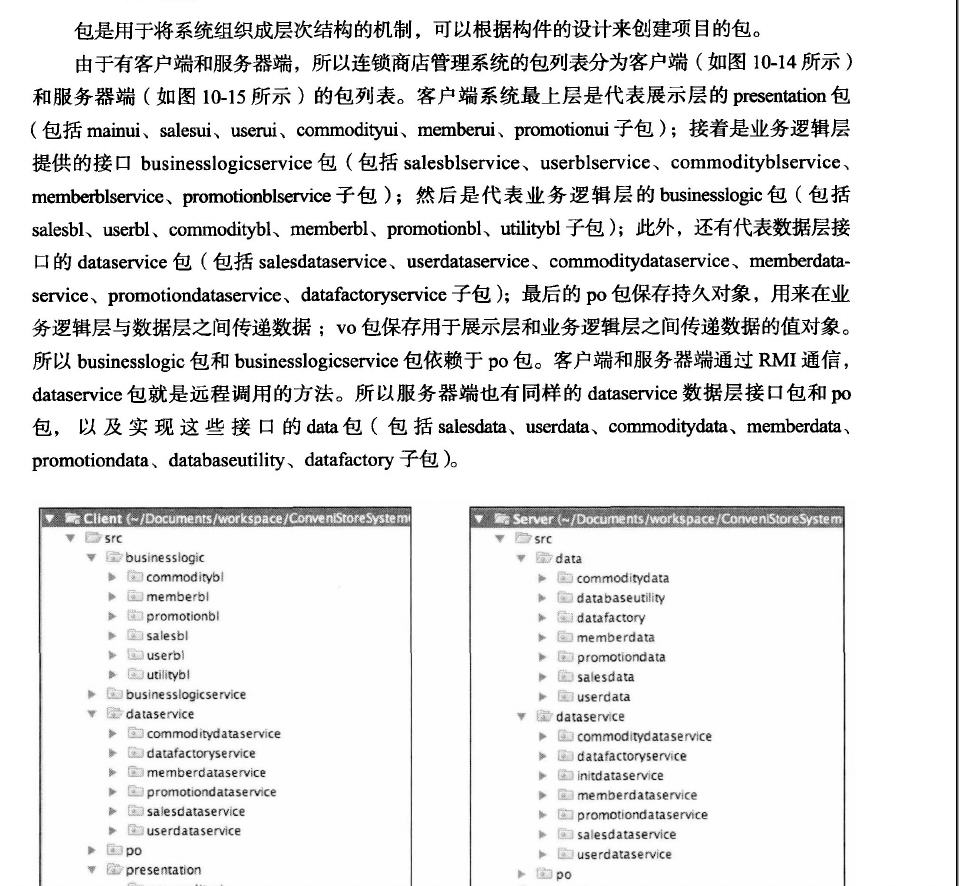 包是用于将系统组织成层次结构的机制，可以根据构件的设计来创建项目的包。
由于有客户端和服务器端，所以连锁商店管理系统的包列表分为客户端（如图 10-14 所示）
和服务器端（如图 10-15 所示）的包列表。客户端系统最上层是代表展示层的 presentation 包
（包括 mainui、salesui、userui、commodityui、memberui、promotionui 子包）；接着是业务逻辑层
提供的接口 businesslogicservice 包（包括 salesblservice、userblservice、commodityblservice、
memberblservice、promotionblservice 子包）；然后是代表业务逻辑层的 businesslogic 包（包括
salesbl、userbl、commoditybl、memberbl、promotionbl、utilitybl 子包）；此外，还有代表数据层接
口的 dataservice 包（包括 salesdataservice、userdataservice、commoditydataservice、memberdata-
service、promotiondataservice、datafactoryservice 子包）；最后的 po 包保存持久对象，用来在业
务逻辑层与数据层之间传递数据；vo 包保存用于展示层和业务逻辑层之间传递数据的值对象。
所以 businesslogic 包和 businesslogicservice 包依赖于 po 包。客户端和服务器端通过 RMI 通信，
dataservice 包就是远程调用的方法。所以服务器端也有同样的 dataservice 数据层接口包和 po
包，以及实现这些接口的 data 包（包括 salesdata、userdata、commoditydata、memberdata、
promotiondata、databaseutility、datafactory 子包）。
Client (~/Documents/workspace/ConveniStoreSystem
src
businesslogic
commoditybl
memberbl
promotionbl
salesbl
userbl
utilitybl
businesslogicservice
dataservice
commoditydataservice
datafactoryservice
memberdataservice
promotiondataservice
salesdataservice
userdataservice
po
presentation
Server (~/Documents/workspace/ConveniStoreSystem
src
data
commoditydata
databaseutility
datafactory
memberdata
promotiondata
salesdata
userdata
dataservice
commoditydataservice
datafactoryservice
initdataservice
memberdataservice
promotiondataservice
salesdataservice
userdataservice
po